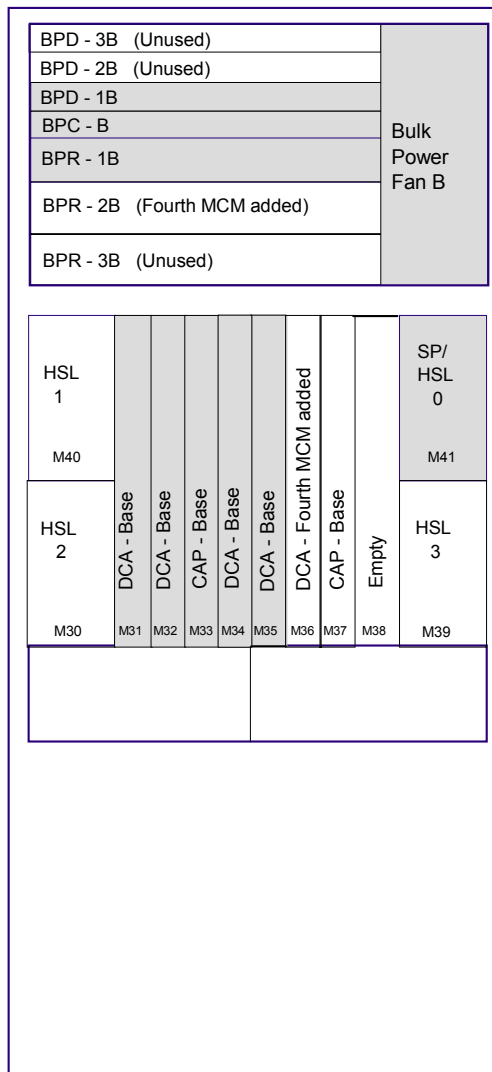 BPD - 3B (Unused)
BPD - 2B (Unused)
BPD - 1B
BPC - B
BPR - 1B
BPR - 2B (Fourth MCM added)
BPR - 3B (Unused)
Bulk
Power
Fan B
HSL
1
M40
HSL
2
M30
DCA - Base
M31
DCA - Base
M32
CAP - Base
M33
DCA - Base
M34
DCA - Base
M35
DCA - Fourth MCM added
M36
CAP - Base
M37
Empty
M38
SP/
HSL
0
M41
HSL
3
M39